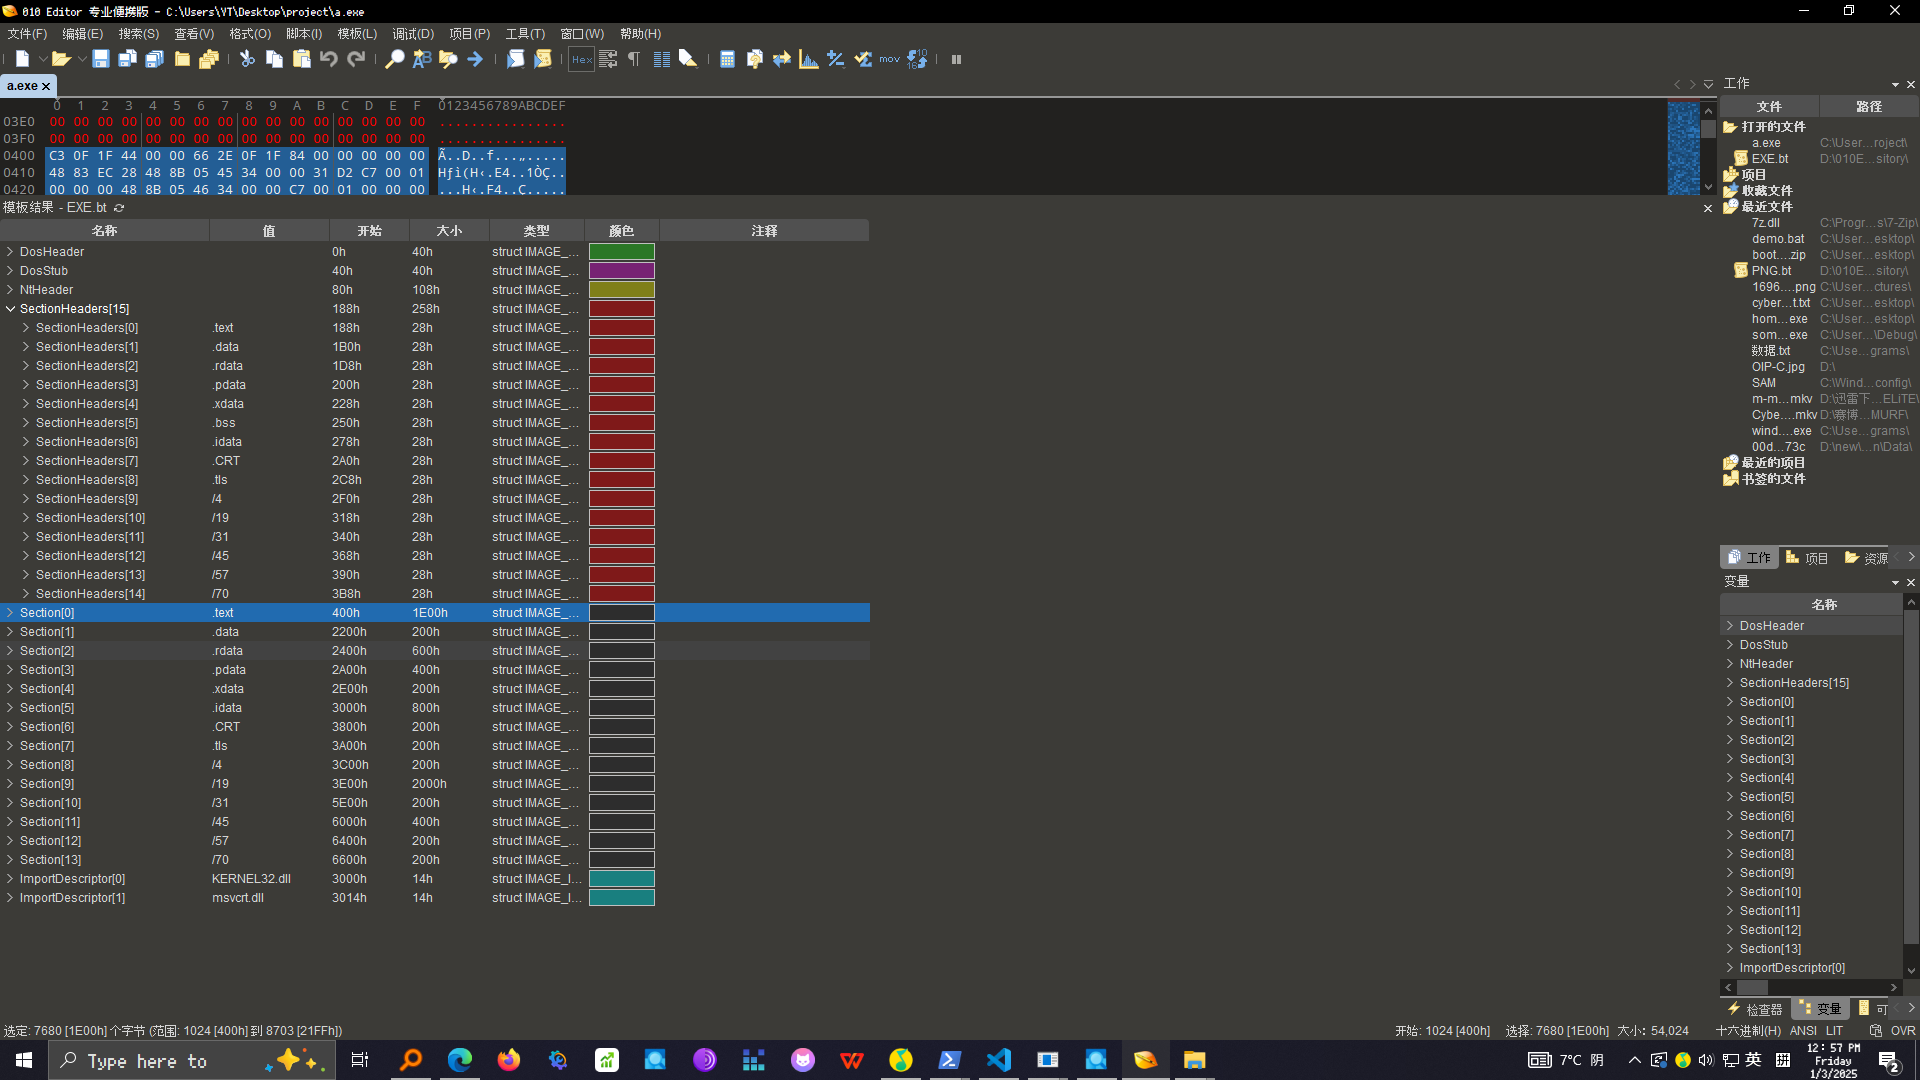 010 Editor 专业便携版 - C:\Users\YT\Desktop\project\a.exe
文件(F) 编辑(E) 搜索(S) 查看(V) 格式(O) 脚本(I) 模板(L) 调试(D) 项目(P) 工具(T) 窗口(W) 帮助(H)
Hex mov
a.exe
0 1 2 3 4 5 6 7 8 9 A B C D E F 0123456789ABCDEF
03E0 00 00 00 00 00 00 00 00 00 00 00 00 00 00 00 00 ................
03F0 00 00 00 00 00 00 00 00 00 00 00 00 00 00 00 00 ................
0400 C3 0F 1F 44 00 00 66 2E 0F 1F 84 00 00 00 00 00 Ã..D..f...„.....
0410 48 83 EC 28 48 8B 05 45 34 00 00 31 D2 C7 00 01 Hƒì(H‹.E4..1ÒÇ..
0420 00 00 00 48 8B 05 46 34 00 00 C7 00 01 00 00 00 ...H‹.F4..Ç.....
模板结果 - EXE.bt
名称 值 开始 大小 类型 颜色 注释
DosHeader 0h 40h struct IMAGE_...
DosStub 40h 40h struct IMAGE_...
NtHeader 80h 108h struct IMAGE_...
SectionHeaders[15] 188h 258h struct IMAGE_...
SectionHeaders[0] .text 188h 28h struct IMAGE_...
SectionHeaders[1] .data 1B0h 28h struct IMAGE_...
SectionHeaders[2] .rdata 1D8h 28h struct IMAGE_...
SectionHeaders[3] .pdata 200h 28h struct IMAGE_...
SectionHeaders[4] .xdata 228h 28h struct IMAGE_...
SectionHeaders[5] .bss 250h 28h struct IMAGE_...
SectionHeaders[6] .idata 278h 28h struct IMAGE_...
SectionHeaders[7] .CRT 2A0h 28h struct IMAGE_...
SectionHeaders[8] .tls 2C8h 28h struct IMAGE_...
SectionHeaders[9] /4 2F0h 28h struct IMAGE_...
SectionHeaders[10] /19 318h 28h struct IMAGE_...
SectionHeaders[11] /31 340h 28h struct IMAGE_...
SectionHeaders[12] /45 368h 28h struct IMAGE_...
SectionHeaders[13] /57 390h 28h struct IMAGE_...
SectionHeaders[14] /70 3B8h 28h struct IMAGE_...
Section[0] .text 400h 1E00h struct IMAGE_...
Section[1] .data 2200h 200h struct IMAGE_...
Section[2] .rdata 2400h 600h struct IMAGE_...
Section[3] .pdata 2A00h 400h struct IMAGE_...
Section[4] .xdata 2E00h 200h struct IMAGE_...
Section[5] .idata 3000h 800h struct IMAGE_...
Section[6] .CRT 3800h 200h struct IMAGE_...
Section[7] .tls 3A00h 200h struct IMAGE_...
Section[8] /4 3C00h 200h struct IMAGE_...
Section[9] /19 3E00h 2000h struct IMAGE_...
Section[10] /31 5E00h 200h struct IMAGE_...
Section[11] /45 6000h 400h struct IMAGE_...
Section[12] /57 6400h 200h struct IMAGE_...
Section[13] /70 6600h 200h struct IMAGE_...
ImportDescriptor[0] KERNEL32.dll 3000h 14h struct IMAGE_I...
ImportDescriptor[1] msvcrt.dll 3014h 14h struct IMAGE_I...
工作
文件 路径
打开的文件
a.exe C:\User...roject\
EXE.bt D:\010E...sitory\
项目
收藏文件
最近文件
7z.dll C:\Progr...s\7-Zip\
demo.bat C:\User...esktop\
boot....zip C:\User...esktop\
PNG.bt D:\010E...sitory\
1696....png C:\User...ctures\
cyber...t.txt C:\User...esktop\
hom...exe C:\User...esktop\
som...exe C:\User...\Debug\
数据.txt C:\Use...grams\
OIP-C.jpg D:\
SAM C:\Wind...config\
m-m...mkv D:\迅雷下...ELiTE\
Cybe....mkv D:\赛博...MURF\
wind....exe C:\Use...grams\
00d...73c D:\new\...n\Data\
最近的项目
书签的文件
工作 项目 资源
变量
名称
DosHeader
DosStub
NtHeader
SectionHeaders[15]
Section[0]
Section[1]
Section[2]
Section[3]
Section[4]
Section[5]
Section[6]
Section[7]
Section[8]
Section[9]
Section[10]
Section[11]
Section[12]
Section[13]
ImportDescriptor[0]
检查器 变量 可
选定: 7680 [1E00h] 个字节 (范围: 1024 [400h] 到 8703 [21FFh])
开始: 1024 [400h] 选择: 7680 [1E00h] 大小: 54,024 十六进制(H) ANSI LIT OVR
Type here to
7°C 阴 英 拼
12:57 PM
Friday
1/3/2025
2